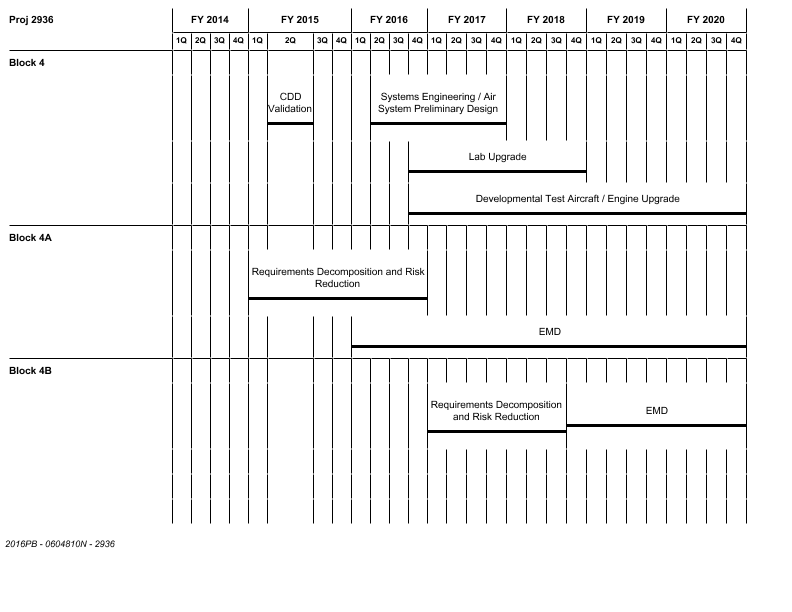 Proj 2936 FY 2014 FY 2015 FY 2016 FY 2017 FY 2018 FY 2019 FY 2020
1Q 2Q 3Q 4Q 1Q 2Q 3Q 4Q 1Q 2Q 3Q 4Q 1Q 2Q 3Q 4Q 1Q 2Q 3Q 4Q 1Q 2Q 3Q 4Q 1Q 2Q 3Q 4Q
Block 4
CDD
Validation
Systems Engineering / Air
System Preliminary Design
Lab Upgrade
Developmental Test Aircraft / Engine Upgrade
Block 4A
Requirements Decomposition and Risk
Reduction
EMD
Block 4B
Requirements Decomposition
and Risk Reduction
EMD
2016PB - 0604810N - 2936